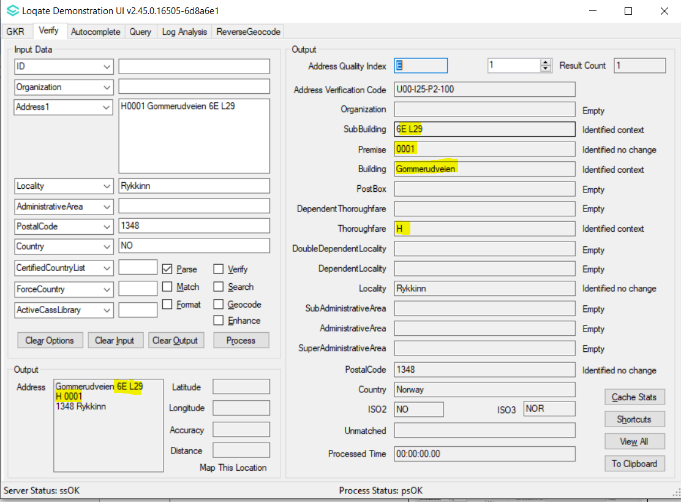 Loqate Demonstration UI v2.45.0.16505-6d8a6e1
GKR Verify Autocomplete Query Log Analysis ReverseGeocode
Input Data
ID
Organization
Address1 H0001 Gommerudveien 6E L29
Locality Rykkinn
AdministrativeArea
PostalCode 1348
Country NO
CertifiedCountryList Parse Verify
ForceCountry Match Search
ActiveCassLibrary Format Geocode
Enhance
Clear Options Clear Input Clear Output Process
Output
Address Gommerudveien 6E L29
H 0001
1348 Rykkinn
Latitude
Longitude
Accuracy
Distance
Map This Location
Output
Address Quality Index E 1 Result Count 1
Address Verification Code U00-I25-P2-100
Organization Empty
SubBuilding 6E L29 Identified context
Premise 0001 Identified no change
Building Gommerudveien Identified context
PostBox Empty
DependentThoroughfare Empty
Thoroughfare H Identified context
DoubleDependentLocality Empty
DependentLocality Empty
Locality Rykkinn Identified no change
SubAdministrativeArea Empty
AdministrativeArea Empty
SuperAdministrativeArea Empty
PostalCode 1348 Identified no change
Country Norway
ISO2 NO ISO3 NOR
Unmatched
Processed Time 00:00:00.00
Cache Stats
Shortcuts
View All
To Clipboard
Server Status: ssOK Process Status: psOK